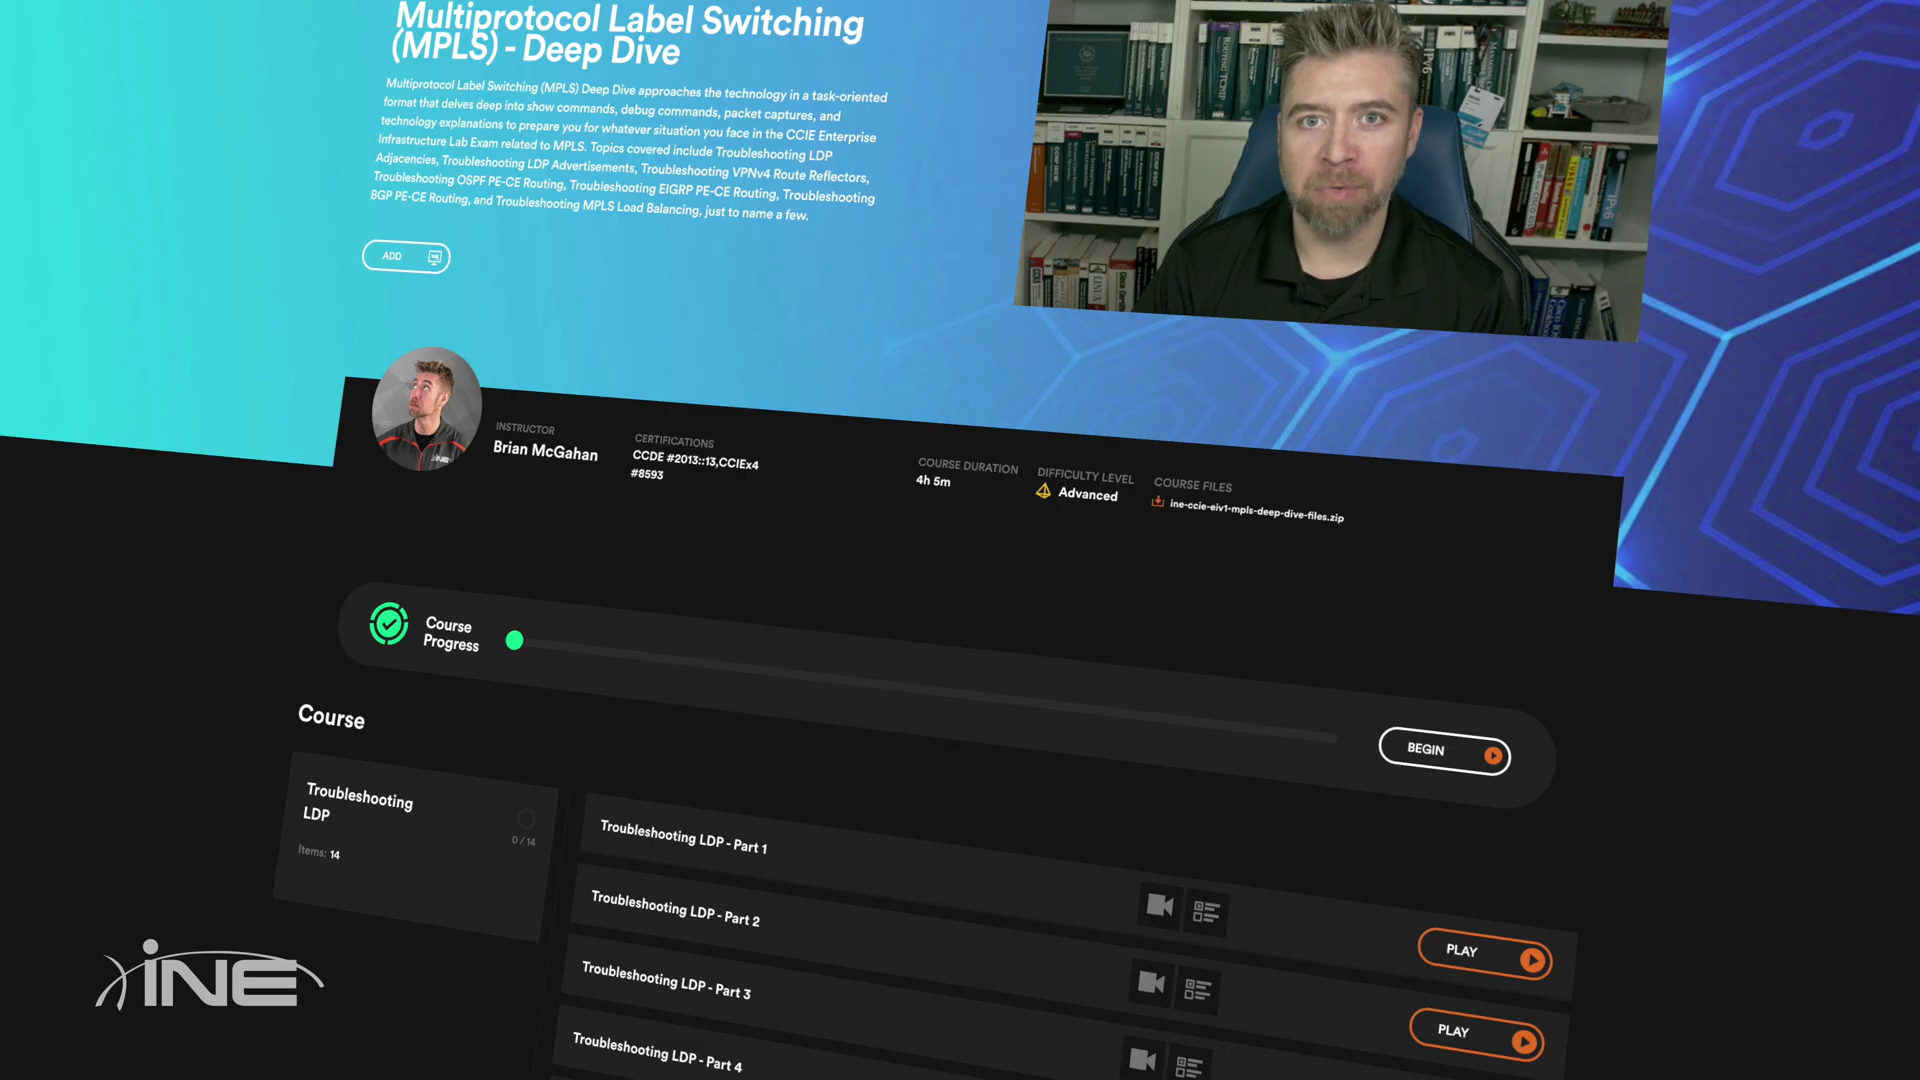 Multiprotocol Label Switching
(MPLS) - Deep Dive
Multiprotocol Label Switching (MPLS) Deep Dive approaches the technology in a task-oriented
format that delves deep into show commands, debug commands, packet captures, and
technology explanations to prepare you for whatever situation you face in the CCIE Enterprise
Infrastructure Lab Exam related to MPLS. Topics covered include Troubleshooting LDP
Adjacencies, Troubleshooting LDP Advertisements, Troubleshooting VPNv4 Route Reflectors,
Troubleshooting OSPF PE-CE Routing, Troubleshooting EIGRP PE-CE Routing, Troubleshooting
BGP PE-CE Routing, and Troubleshooting MPLS Load Balancing, just to name a few.
ADD
INSTRUCTOR
Brian McGahan
CERTIFICATIONS
CCDE #2013::13,CCIEx4
#8593
COURSE DURATION
4h 5m
DIFFICULTY LEVEL
Advanced
COURSE FILES
ine-ccie-eiv1-mpls-deep-dive-files.zip
Course
Progress
BEGIN
Course
Troubleshooting
LDP
0 / 14
Items: 14
Troubleshooting LDP - Part 1
PLAY
Troubleshooting LDP - Part 2
PLAY
Troubleshooting LDP - Part 3
Troubleshooting LDP - Part 4
iNE
ROUTING TCP/IP
IPv6
LINUX
IPv6